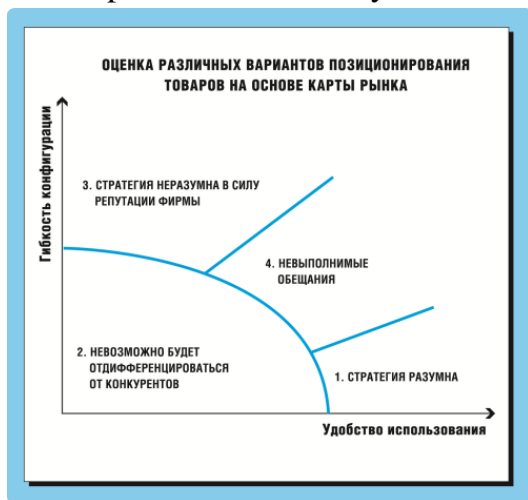 ОЦЕНКА РАЗЛИЧНЫХ ВАРИАНТОВ ПОЗИЦИОНИРОВАНИЯ
ТОВАРОВ НА ОСНОВЕ КАРТЫ РЫНКА
Гибкость конфигурации
3. СТРАТЕГИЯ НЕРАЗУМНА В СИЛУ
РЕПУТАЦИИ ФИРМЫ
4. НЕВЫПОЛНИМЫЕ
ОБЕЩАНИЯ
2. НЕВОЗМОЖНО БУДЕТ
ОТДИФФЕРЕНЦИРОВАТЬСЯ
ОТ КОНКУРЕНТОВ
1. СТРАТЕГИЯ РАЗУМНА
Удобство использования